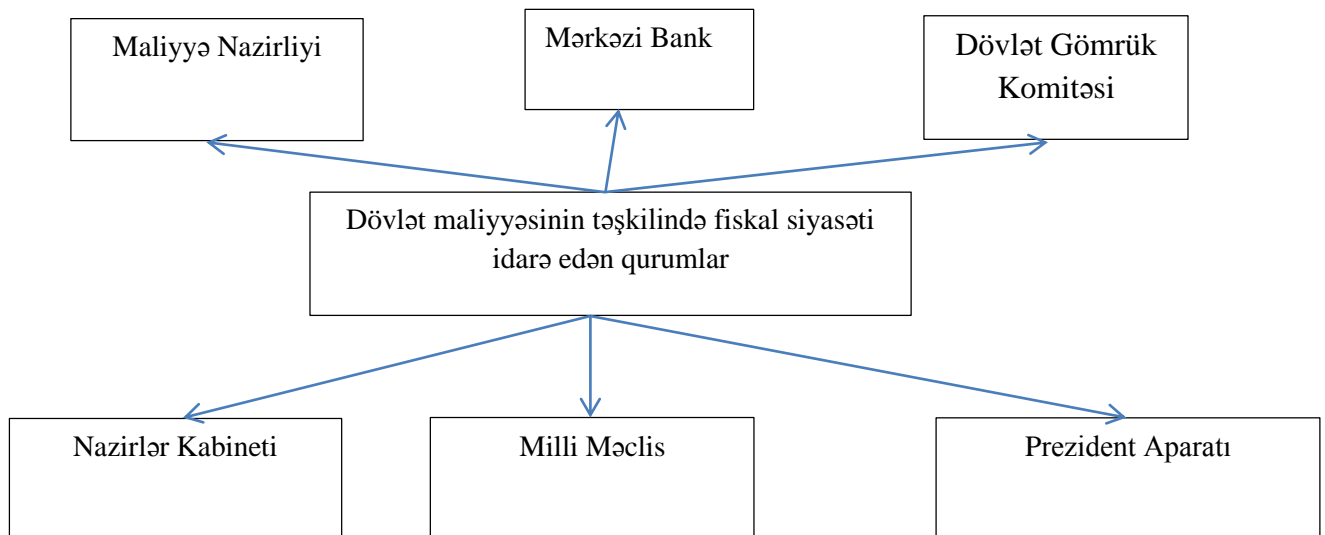 Maliyyə Nazirliyi
Mərkəzi Bank
Dövlət Gömrük
Komitəsi
Dövlət maliyyəsinin təşkilində fiskal siyasəti
idarə edən qurumlar
Nazirlər Kabineti
Milli Məclis
Prezident Aparatı